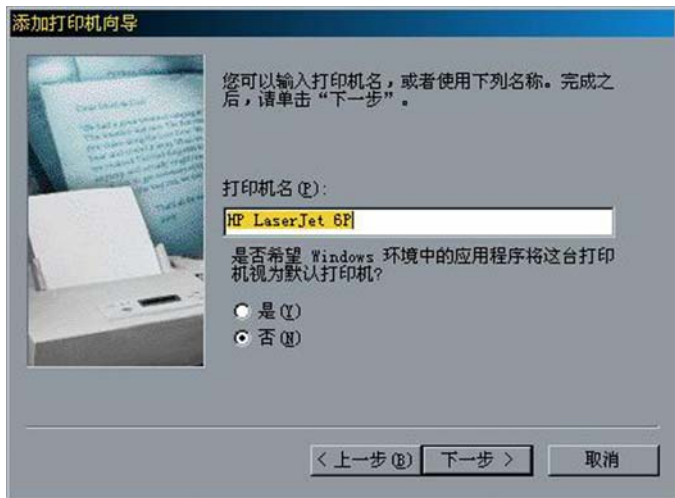 添加打印机向导
您可以输入打印机名，或者使用下列名称。完成之
后，请单击“下一步”。
打印机名(P):
HP LaserJet 6P
是否希望 Windows 环境中的应用程序将这台打印
机视为默认打印机?
是(Y)
否(N)
< 上一步(B)
下一步 >
取消